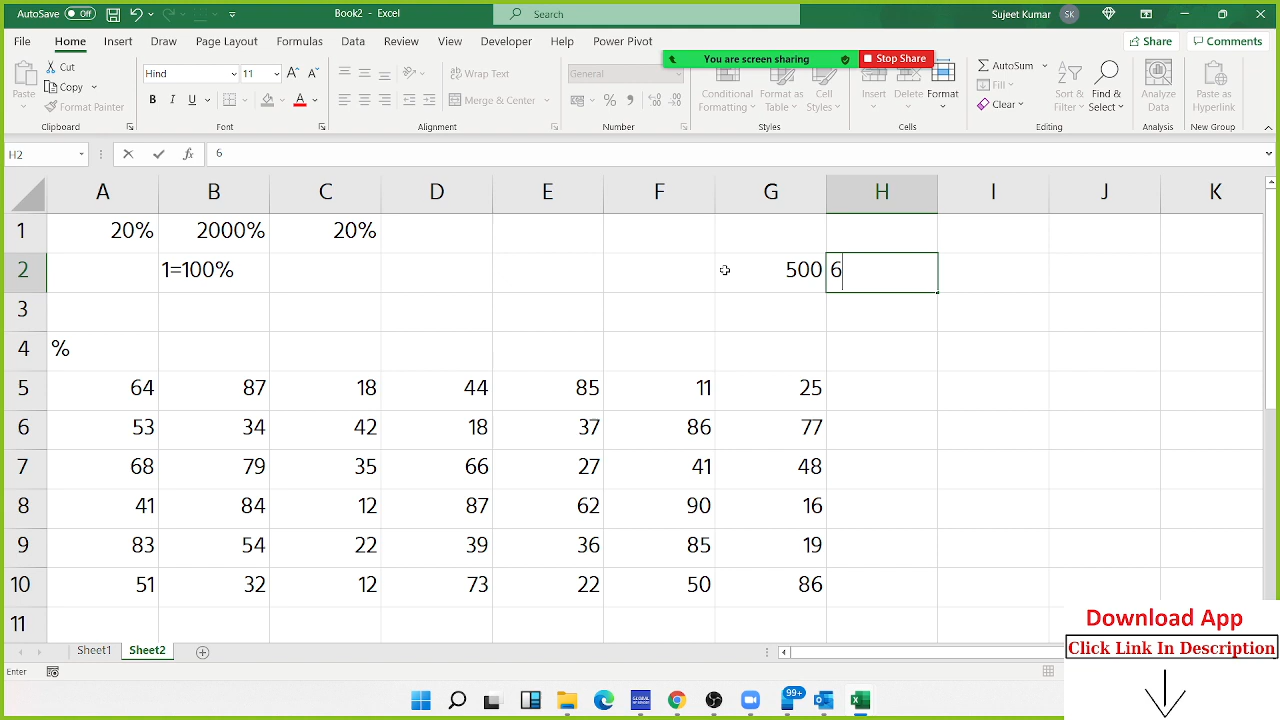 AutoSave Off Book2 - Excel Search Sujeet Kumar SK
File Home Insert Draw Page Layout Formulas Data Review View Developer Help Power Pivot Share Comments
You are screen sharing Stop Share
Paste Cut Copy Format Painter Clipboard
Hind 11 A A B I U A Font
ab Wrap Text Merge & Center Alignment
General % , Number
Conditional Formatting Format as Table Cell Styles Styles
Insert Delete Format Cells
AutoSum Fill Clear Sort & Filter Find & Select Editing
Analyze Data Analysis
Paste as Hyperlink New Group
H2 fx 6
A B C D E F G H I J K
1 20% 2000% 20%
2 1=100% 500 6
3
4 %
5 64 87 18 44 85 11 25
6 53 34 42 18 37 86 77
7 68 79 35 66 27 41 48
8 41 84 12 87 62 90 16
9 83 54 22 39 36 85 19
10 51 32 12 73 22 50 86
11
Download App
Click Link In Description
Sheet1 Sheet2
Enter
99+